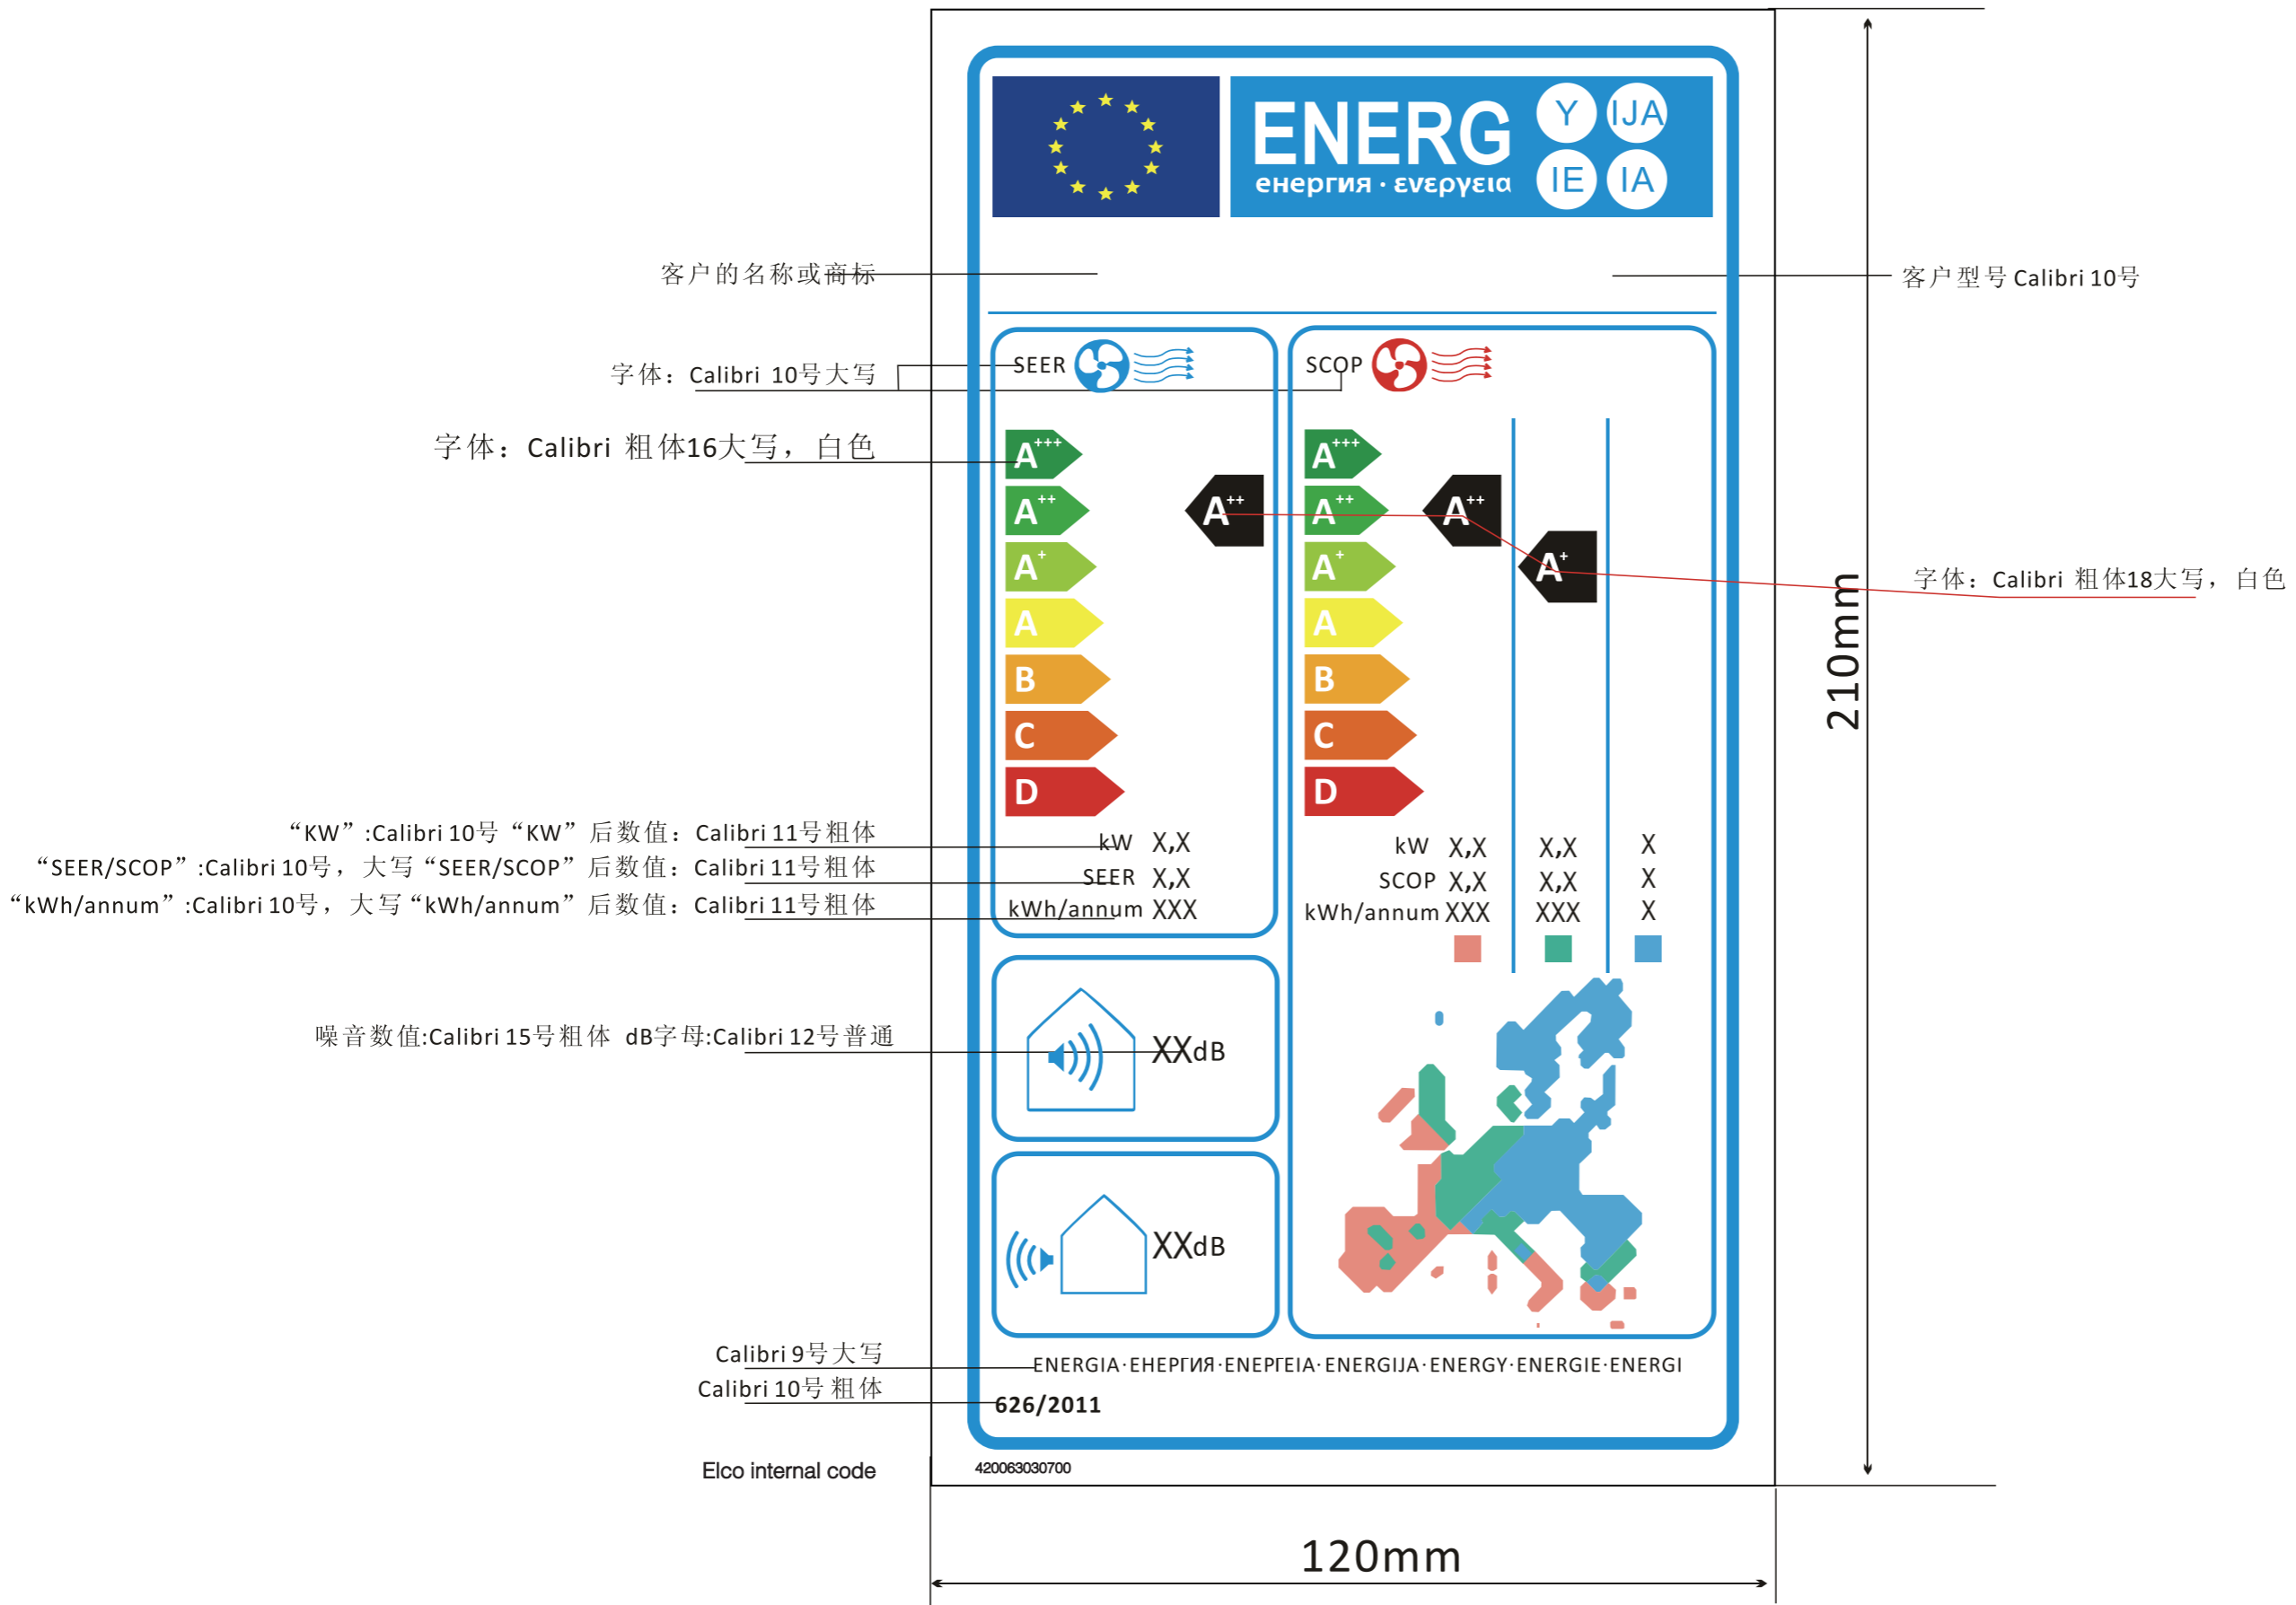 ENERG
Y IJA
IE IA
енергия · ενεργεια
客户的名称或商标
客户型号 Calibri 10号
字体：Calibri 10号大写
SEER
SCOP
字体：Calibri 粗体16大写，白色
A+++
A++
A+
A
B
C
D
A++
A+++
A++
A+
A
B
C
D
A++
A+
字体：Calibri 粗体18大写，白色
210mm
“KW”:Calibri 10号“KW”后数值：Calibri 11号粗体
“SEER/SCOP”:Calibri 10号，大写“SEER/SCOP”后数值：Calibri 11号粗体
“kWh/annum”:Calibri 10号，大写“kWh/annum”后数值：Calibri 11号粗体
kW X,X
SEER X,X
kWh/annum XXX
kW X,X X,X X
SCOP X,X X,X X
kWh/annum XXX XXX X
噪音数值:Calibri 15号粗体 dB字母:Calibri 12号普通
XXdB
XXdB
Calibri 9号大写
ENERGIA·ЕНЕРГИЯ·ΕΝΕΡΓΕΙΑ·ENERGIJA·ENERGY·ENERGIE·ENERGI
Calibri 10号粗体
626/2011
Elco internal code
420063030700
120mm